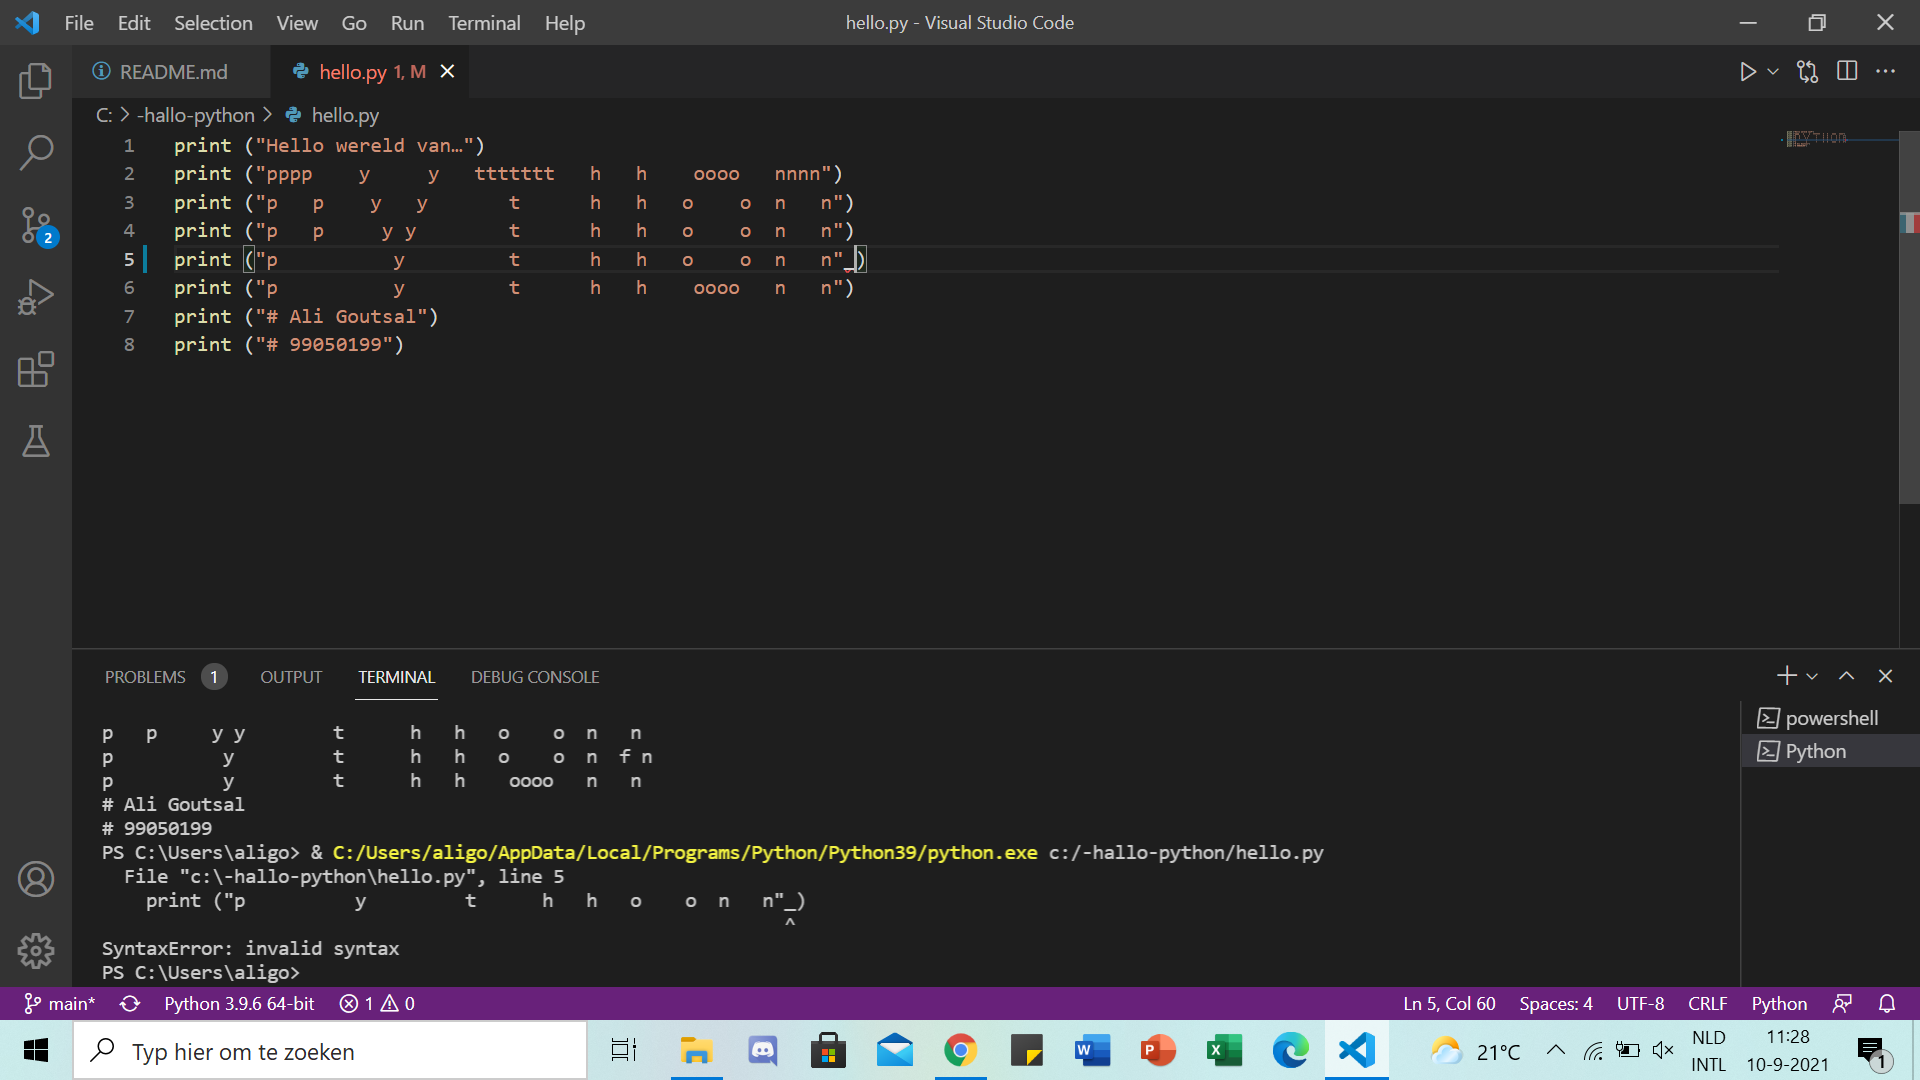 File Edit Selection View Go Run Terminal Help hello.py - Visual Studio Code
README.md hello.py 1, M
C: > -hallo-python > hello.py
1 print ("Hello wereld van…")
2 print ("pppp    y     y   ttttttt   h   h    oooo   nnnn")
3 print ("p   p    y   y       t      h   h   o    o  n   n")
4 print ("p   p     y y        t      h   h   o    o  n   n")
5 print ("p          y         t      h   h   o    o  n   n"_)
6 print ("p          y         t      h   h    oooo   n   n")
7 print ("# Ali Goutsal")
8 print ("# 99050199")
2
PROBLEMS 1 OUTPUT TERMINAL DEBUG CONSOLE
p   p     y y        t      h   h   o    o  n   n
p          y         t      h   h   o    o  n  f n
p          y         t      h   h    oooo   n   n
# Ali Goutsal
# 99050199
PS C:\Users\aligo> & C:/Users/aligo/AppData/Local/Programs/Python/Python39/python.exe c:/-hallo-python/hello.py
  File "c:\-hallo-python\hello.py", line 5
    print ("p          y         t      h   h   o    o  n   n"_)
                                                              ^
SyntaxError: invalid syntax
PS C:\Users\aligo>
powershell
Python
main* Python 3.9.6 64-bit 1 0 Ln 5, Col 60 Spaces: 4 UTF-8 CRLF Python
Typ hier om te zoeken 21°C NLD 11:28
INTL 10-9-2021 1